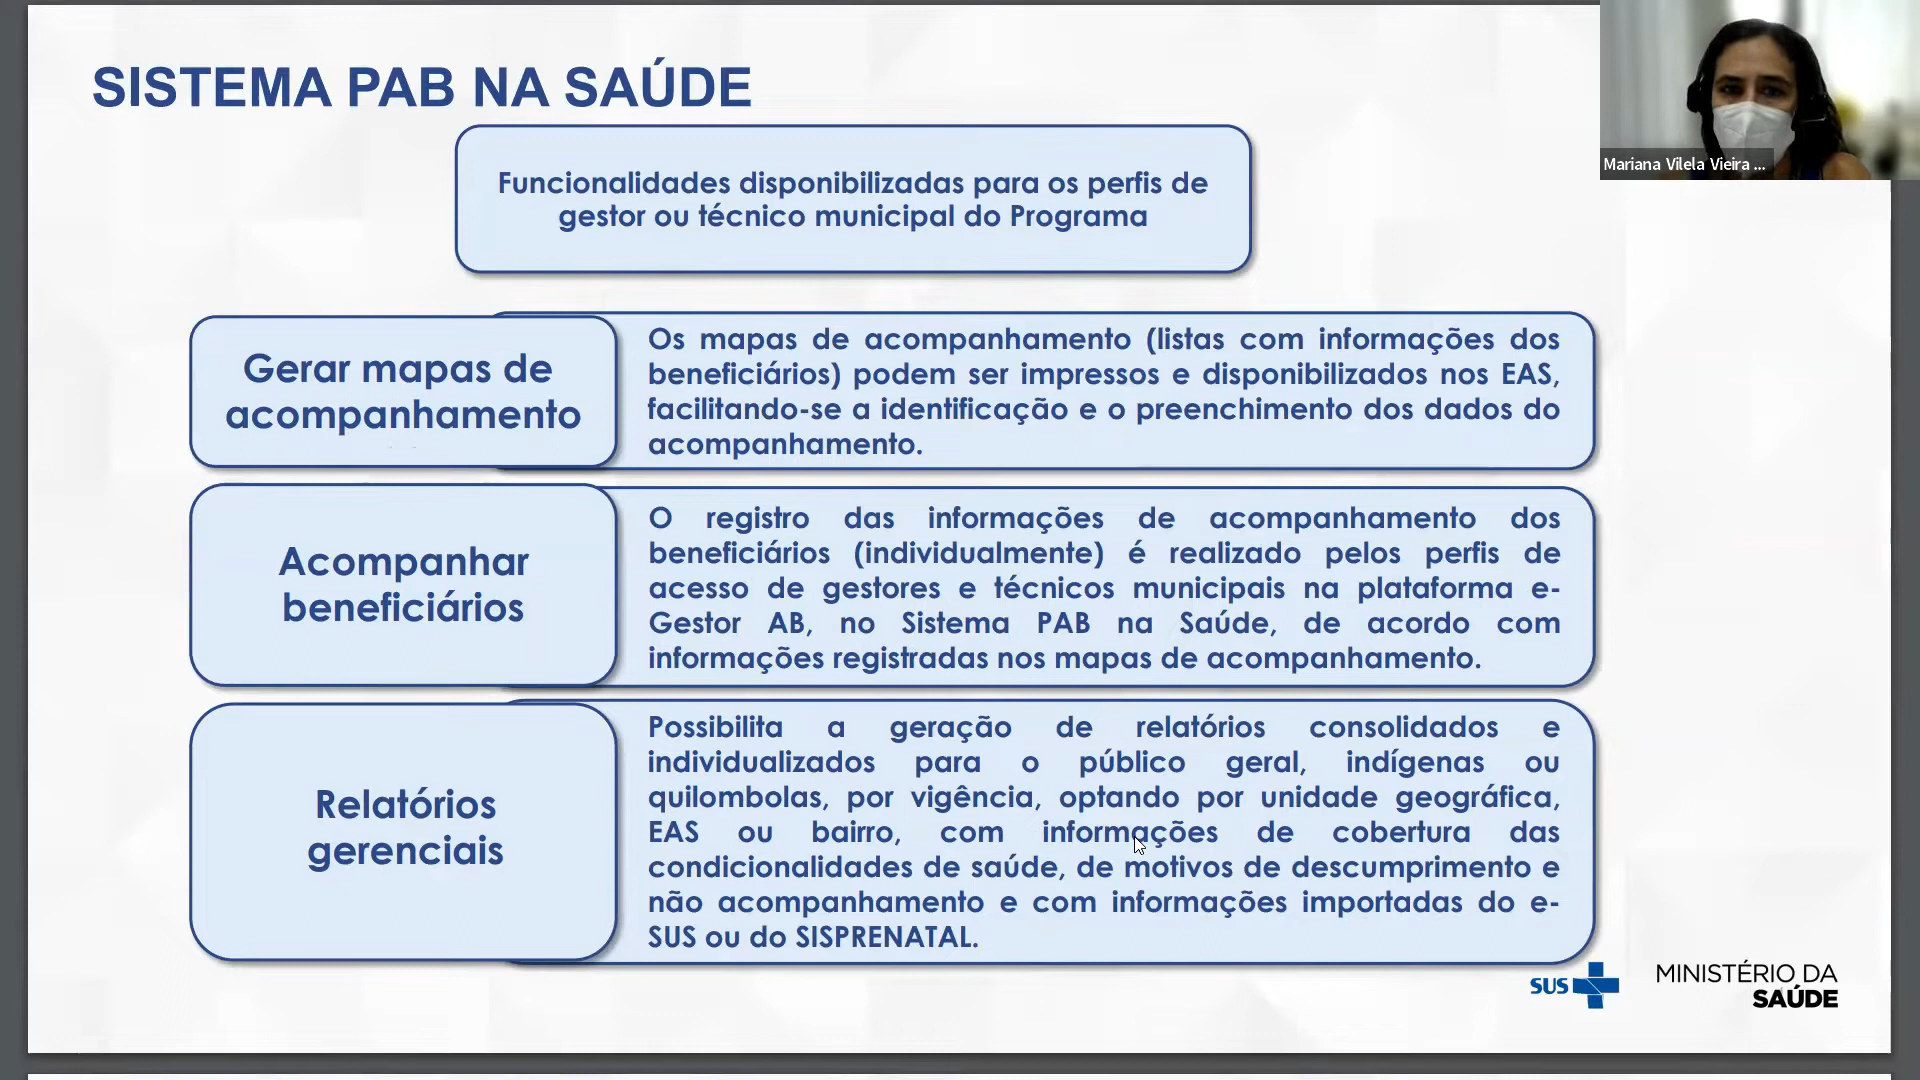 SISTEMA PAB NA SAÚDE
Mariana Vilela Vieira ...
Funcionalidades disponibilizadas para os perfis de
gestor ou técnico municipal do Programa
Gerar mapas de
acompanhamento
Os mapas de acompanhamento (listas com informações dos
beneficiários) podem ser impressos e disponibilizados nos EAS,
facilitando-se a identificação e o preenchimento dos dados do
acompanhamento.
Acompanhar
beneficiários
O registro das informações de acompanhamento dos
beneficiários (individualmente) é realizado pelos perfis de
acesso de gestores e técnicos municipais na plataforma e-
Gestor AB, no Sistema PAB na Saúde, de acordo com
informações registradas nos mapas de acompanhamento.
Relatórios
gerenciais
Possibilita a geração de relatórios consolidados e
individualizados para o público geral, indígenas ou
quilombolas, por vigência, optando por unidade geográfica,
EAS ou bairro, com informações de cobertura das
condicionalidades de saúde, de motivos de descumprimento e
não acompanhamento e com informações importadas do e-
SUS ou do SISPRENATAL.
SUS
MINISTÉRIO DA
SAÚDE